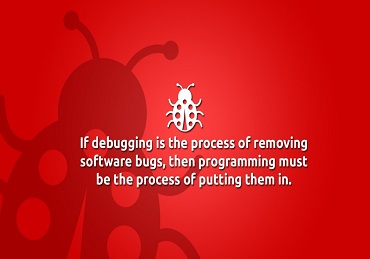 If debugging is the process of removing
software bugs, then programming must
be the process of putting them in.